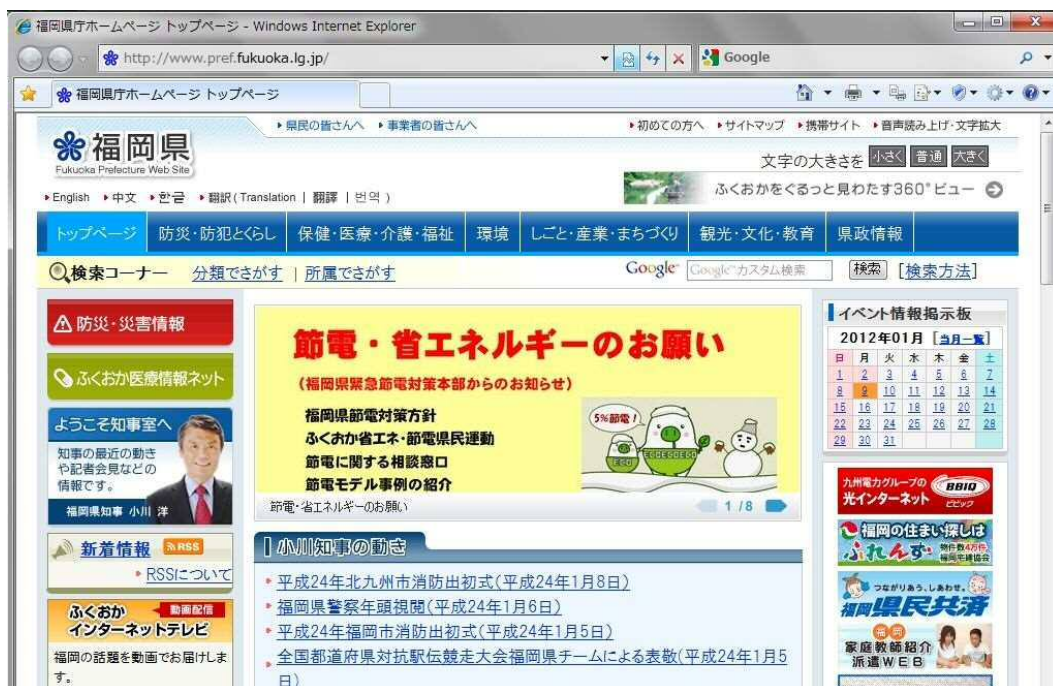 福岡県庁ホームページ トップページ - Windows Internet Explorer
http://www.pref.fukuoka.lg.jp/
Google
福岡県庁ホームページ トップページ
県民の皆さんへ 事業者の皆さんへ
初めての方へ サイトマップ 携帯サイト 音声読み上げ・文字拡大
福岡県
Fukuoka Prefecture Web Site
文字の大きさを 小さく 普通 大きく
English 中文 한글 翻訳(Translation | 翻譯 | 번역 )
ふくおかをぐるっと見わたす360°ビュー
トップページ 防災・防犯とくらし 保健・医療・介護・福祉 環境 しごと・産業・まちづくり 観光・文化・教育 県政情報
検索コーナー 分類でさがす | 所属でさがす
Google Google カスタム検索 検索 [検索方法]
防災・災害情報
ふくおか医療情報ネット
ようこそ知事室へ
知事の最近の動き
や記者会見などの
情報です。
福岡県知事 小川 洋
新着情報 RSS
RSSについて
ふくおか 動画配信
インターネットテレビ
福岡の話題を動画でお届けしま
す。
節電・省エネルギーのお願い
(福岡県緊急節電対策本部からのお知らせ)
福岡県節電対策方針
ふくおか省エネ・節電県民運動
節電に関する相談窓口
節電モデル事例の紹介
5%節電!
節電・省エネルギーのお願い
1 / 8
小川知事の動き
平成24年北九州市消防出初式(平成24年1月8日)
福岡県警察年頭視閲(平成24年1月6日)
平成24年福岡市消防出初式(平成24年1月5日)
全国都道府県対抗駅伝競走大会福岡県チームによる表敬(平成24年1月5
日)
イベント情報掲示板
2012年01月 [当月一覧]
日 月 火 水 木 金 土
1 2 3 4 5 6 7
8 9 10 11 12 13 14
15 16 17 18 19 20 21
22 23 24 25 26 27 28
29 30 31
九州電力グループの
光インターネット
BBIQ
ビビック
福岡の住まい探しは
ふれんず
物件数4万件
福岡宅建協会
つながりあう、しあわせ。
福岡県民共済
福岡
家庭教師紹介
派遣WEB